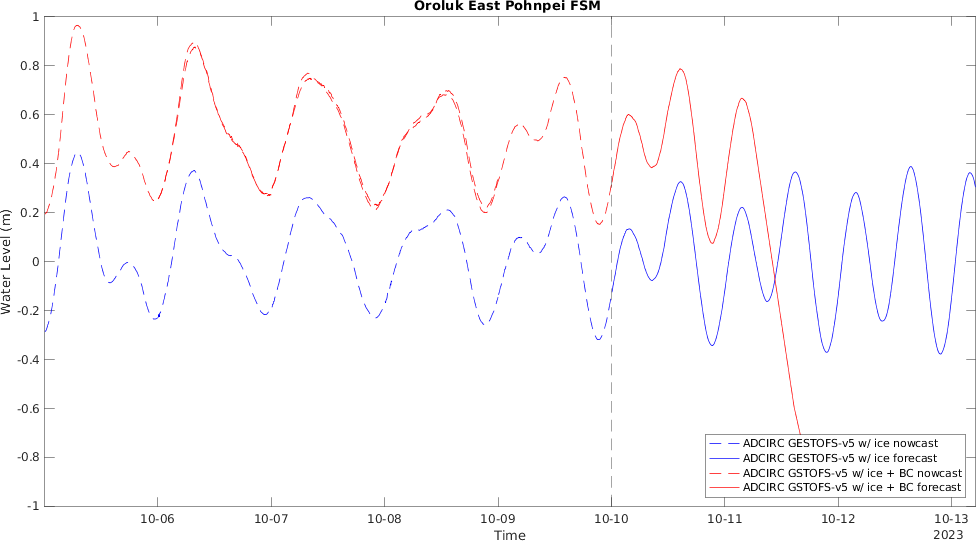 Oroluk East Pohnpei FSM
1
0.8
0.6
0.4
0.2
0
-0.2
-0.4
-0.6
-0.8
-1
Water Level (m)
ADCIRC GESTOFS-v5 w/ ice nowcast
ADCIRC GESTOFS-v5 w/ ice forecast
ADCIRC GSTOFS-v5 w/ ice + BC nowcast
ADCIRC GSTOFS-v5 w/ ice + BC forecast
10-06 10-07 10-08 10-09 10-10 10-11 10-12 10-13
Time
2023